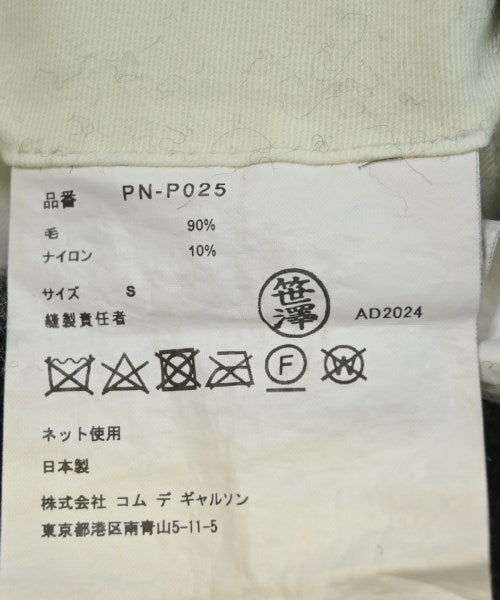 品番 PN-P025
毛 90%
ナイロン 10%
サイズ S
縫製責任者 笹澤 AD2024
F W
ネット使用
日本製
株式会社 コム デ ギャルソン
東京都港区南青山5-11-5